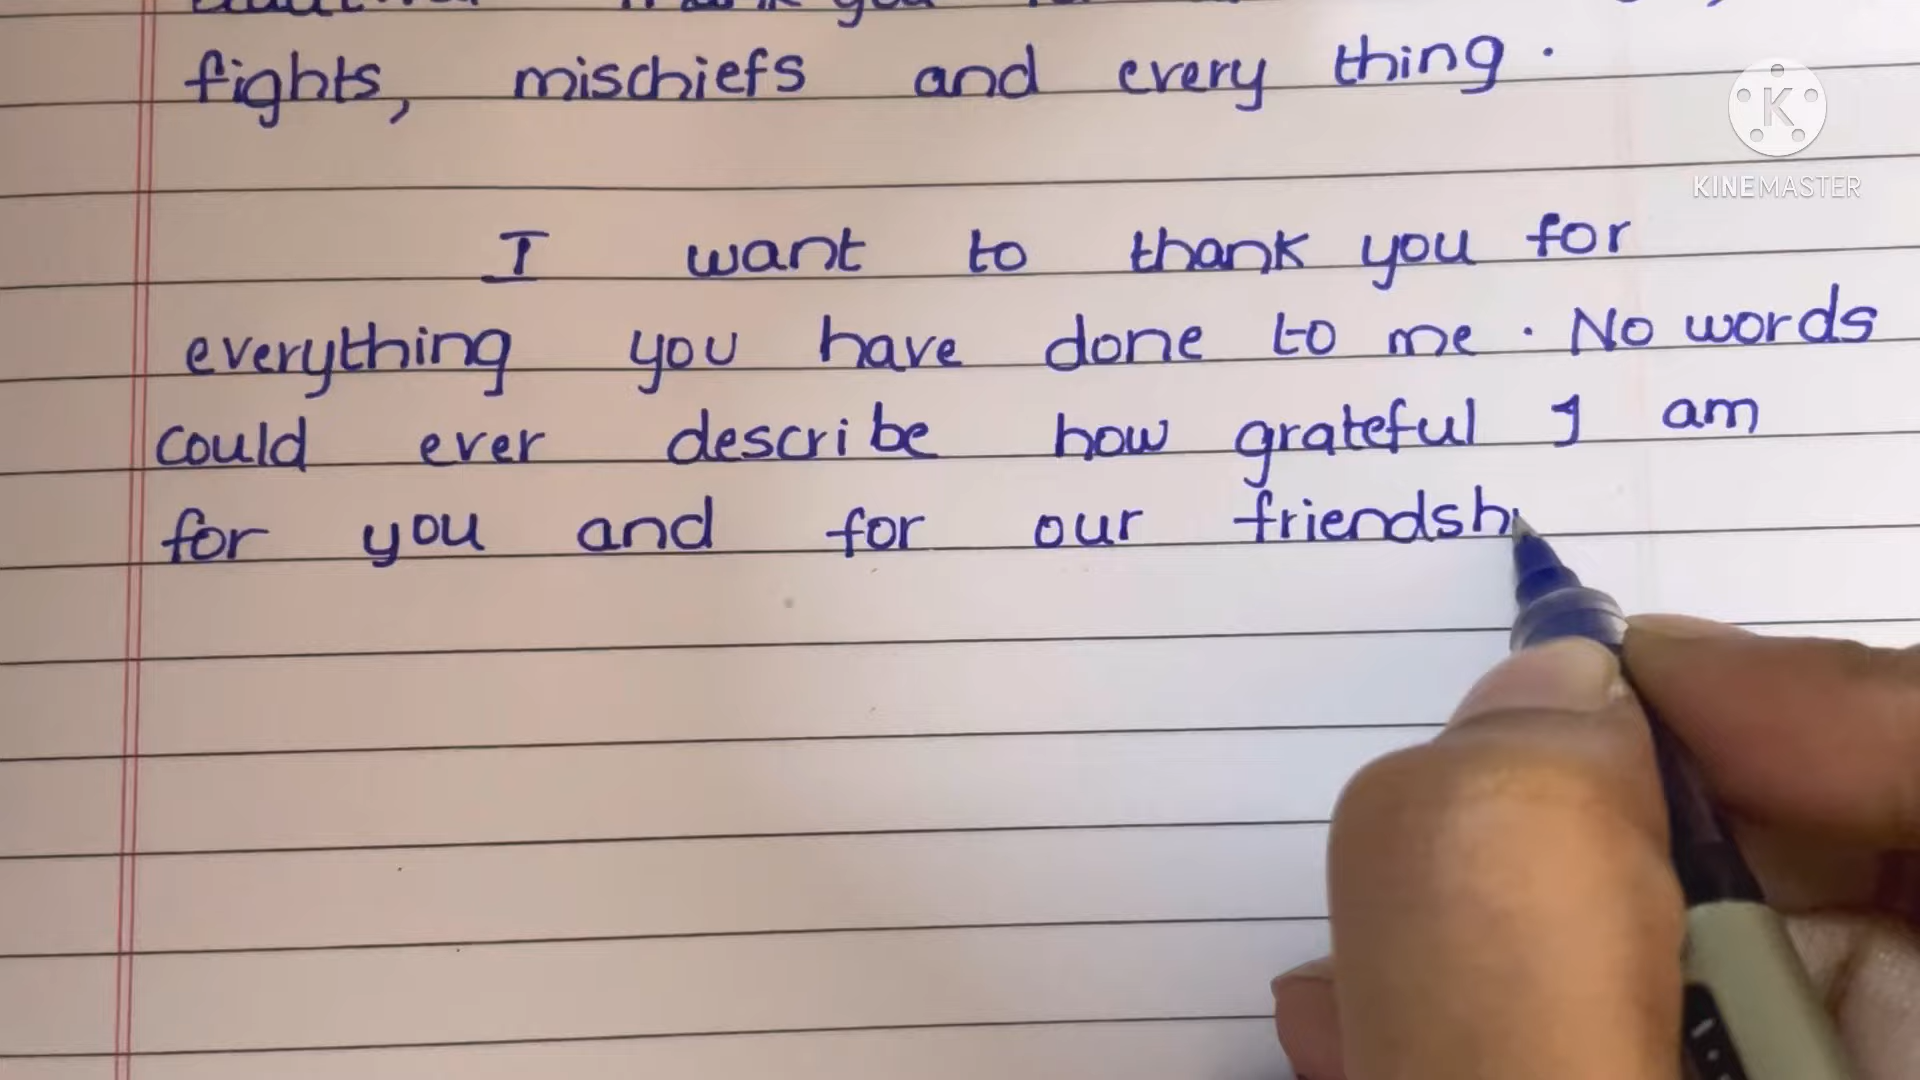 you
fights, mischiefs and every thing.
K
KINEMASTER
I want to thank you for
everything you have done to me. No words
could ever describe how grateful I am
for you and for our friendsh